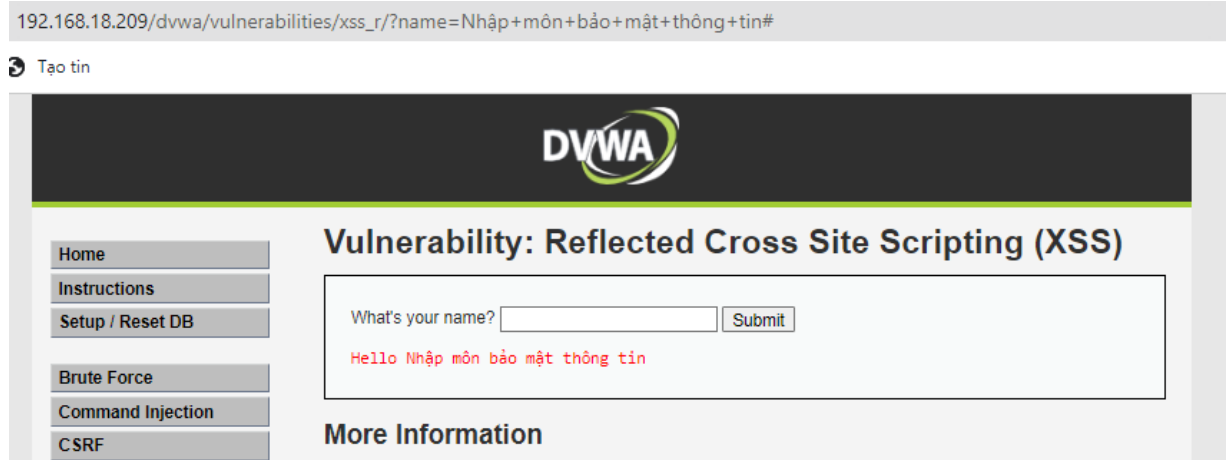 192.168.18.209/dvwa/vulnerabilities/xss_r/?name=Nhập+môn+bảo+mật+thông+tin#
Tạo tin
DVWA
Vulnerability: Reflected Cross Site Scripting (XSS)
Home
Instructions
Setup / Reset DB
What's your name? Submit
Hello Nhập môn bảo mật thông tin
Brute Force
Command Injection
CSRF
More Information